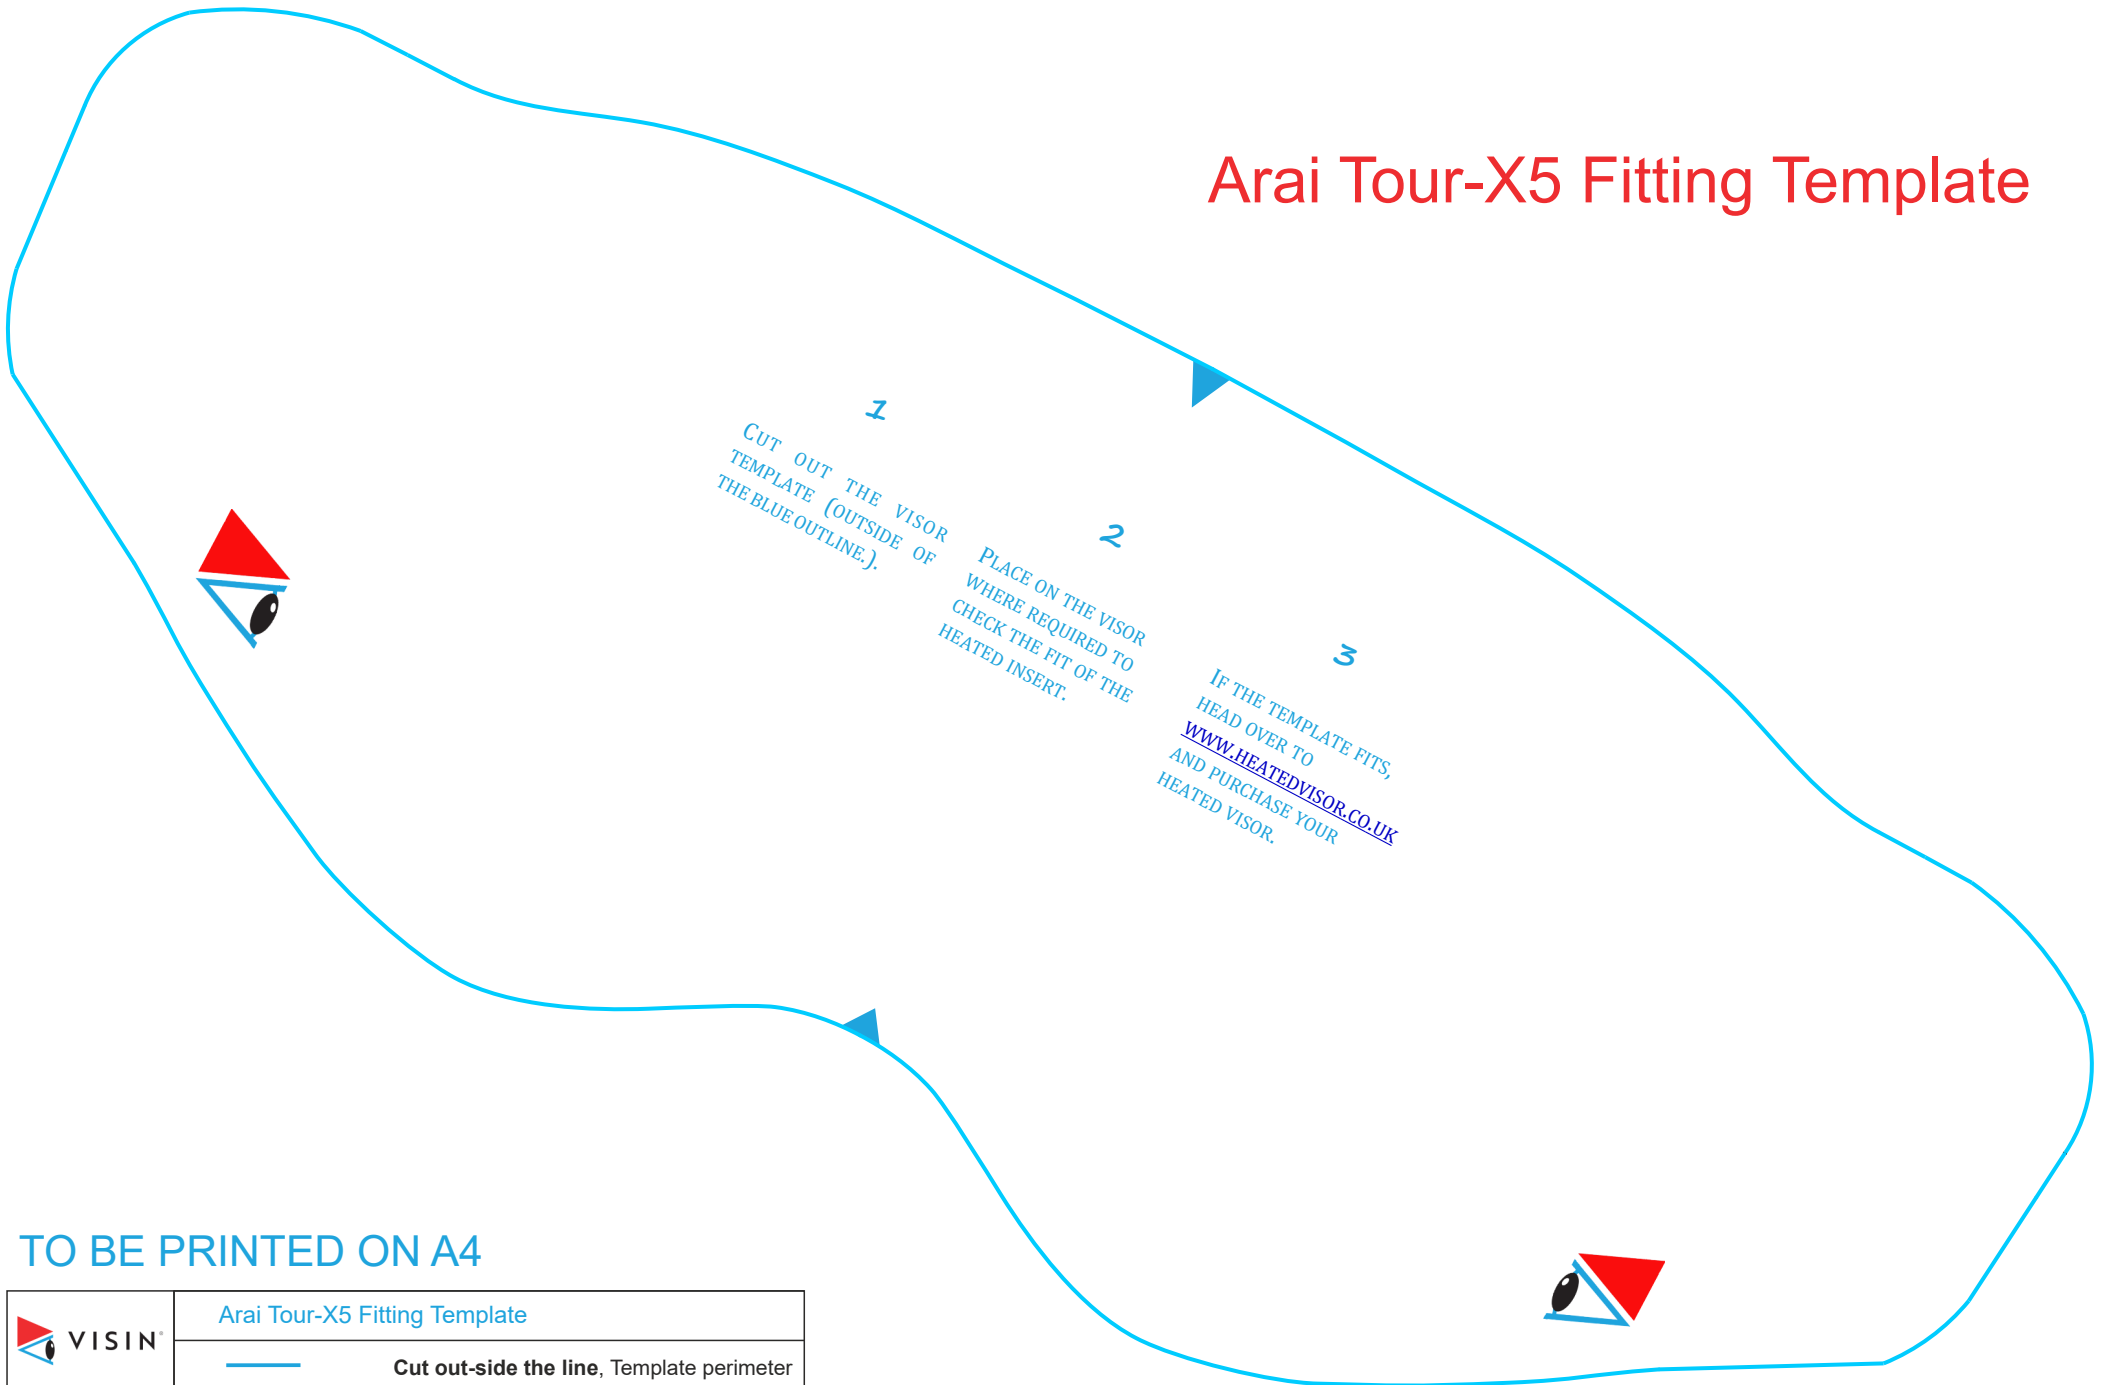 Arai Tour-X5 Fitting Template
1
Cut out the visor
template (outside of
the blue outline.).
2
Place on the visor
where required to
check the fit of the
heated insert.
3
If the template fits,
head over to
www.heatedvisor.co.uk
and purchase your
heated visor.
TO BE PRINTED ON A4
VISIN®
Arai Tour-X5 Fitting Template
Cut out-side the line, Template perimeter